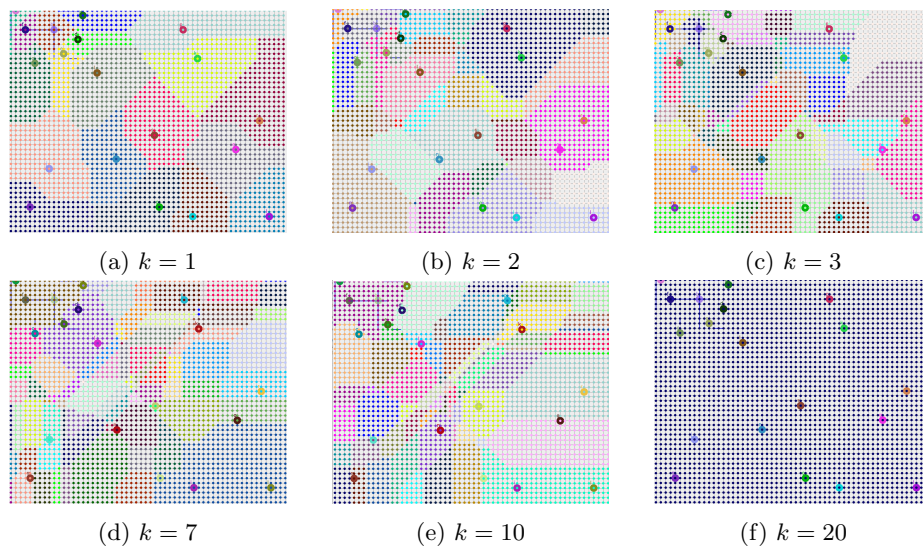 (a) k = 1
(b) k = 2
(c) k = 3
(d) k = 7
(e) k = 10
(f) k = 20